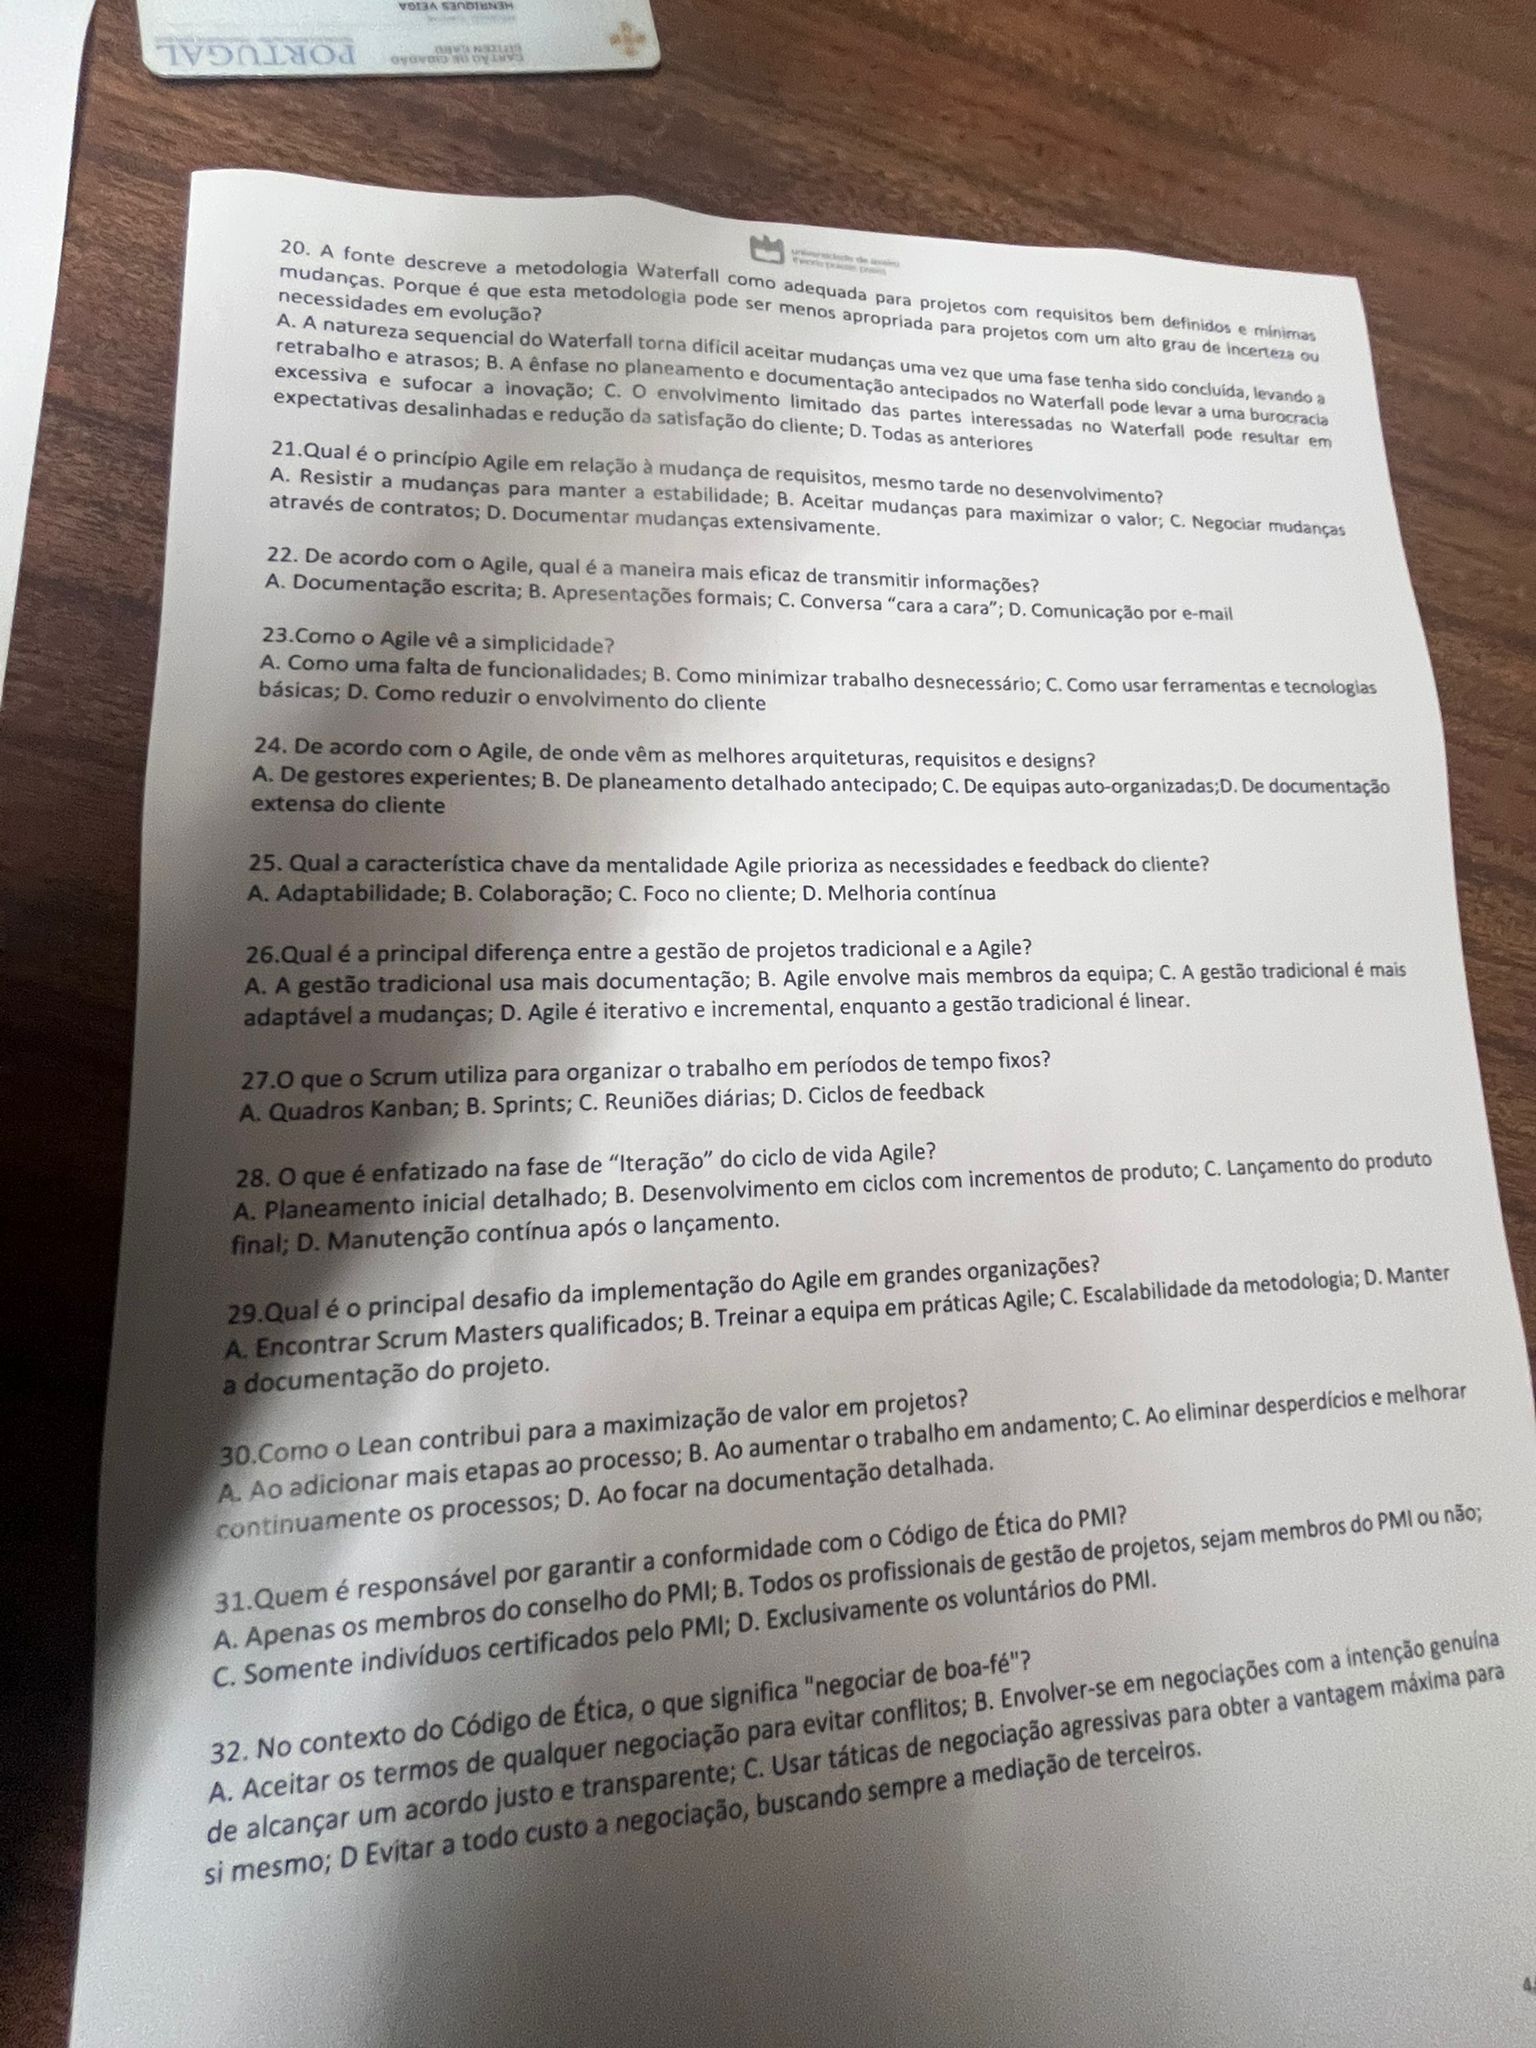 HENRIQUES VEIGA
CARTÃO DE CIDADÃO
CITIZEN CARD
PORTUGAL
universidade de aveiro
theoria poiesis praxis
20. A fonte descreve a metodologia Waterfall como adequada para projetos com requisitos bem definidos e mínimas
mudanças. Porque é que esta metodologia pode ser menos apropriada para projetos com um alto grau de incerteza ou
necessidades em evolução?
A. A natureza sequencial do Waterfall torna difícil aceitar mudanças uma vez que uma fase tenha sido concluída, levando a
retrabalho e atrasos; B. A ênfase no planeamento e documentação antecipados no Waterfall pode levar a uma burocracia
excessiva e sufocar a inovação; C. O envolvimento limitado das partes interessadas no Waterfall pode resultar em
expectativas desalinhadas e redução da satisfação do cliente; D. Todas as anteriores
21.Qual é o princípio Agile em relação à mudança de requisitos, mesmo tarde no desenvolvimento?
A. Resistir a mudanças para manter a estabilidade; B. Aceitar mudanças para maximizar o valor; C. Negociar mudanças
através de contratos; D. Documentar mudanças extensivamente.
22. De acordo com o Agile, qual é a maneira mais eficaz de transmitir informações?
A. Documentação escrita; B. Apresentações formais; C. Conversa “cara a cara”; D. Comunicação por e-mail
23.Como o Agile vê a simplicidade?
A. Como uma falta de funcionalidades; B. Como minimizar trabalho desnecessário; C. Como usar ferramentas e tecnologias
básicas; D. Como reduzir o envolvimento do cliente
24. De acordo com o Agile, de onde vêm as melhores arquiteturas, requisitos e designs?
A. De gestores experientes; B. De planeamento detalhado antecipado; C. De equipas auto-organizadas;D. De documentação
extensa do cliente
25. Qual a característica chave da mentalidade Agile prioriza as necessidades e feedback do cliente?
A. Adaptabilidade; B. Colaboração; C. Foco no cliente; D. Melhoria contínua
26.Qual é a principal diferença entre a gestão de projetos tradicional e a Agile?
A. A gestão tradicional usa mais documentação; B. Agile envolve mais membros da equipa; C. A gestão tradicional é mais
adaptável a mudanças; D. Agile é iterativo e incremental, enquanto a gestão tradicional é linear.
27.O que o Scrum utiliza para organizar o trabalho em períodos de tempo fixos?
A. Quadros Kanban; B. Sprints; C. Reuniões diárias; D. Ciclos de feedback
28. O que é enfatizado na fase de “Iteração” do ciclo de vida Agile?
A. Planeamento inicial detalhado; B. Desenvolvimento em ciclos com incrementos de produto; C. Lançamento do produto
final; D. Manutenção contínua após o lançamento.
29.Qual é o principal desafio da implementação do Agile em grandes organizações?
A. Encontrar Scrum Masters qualificados; B. Treinar a equipa em práticas Agile; C. Escalabilidade da metodologia; D. Manter
a documentação do projeto.
30.Como o Lean contribui para a maximização de valor em projetos?
A. Ao adicionar mais etapas ao processo; B. Ao aumentar o trabalho em andamento; C. Ao eliminar desperdícios e melhorar
continuamente os processos; D. Ao focar na documentação detalhada.
31.Quem é responsável por garantir a conformidade com o Código de Ética do PMI?
A. Apenas os membros do conselho do PMI; B. Todos os profissionais de gestão de projetos, sejam membros do PMI ou não;
C. Somente indivíduos certificados pelo PMI; D. Exclusivamente os voluntários do PMI.
32. No contexto do Código de Ética, o que significa "negociar de boa-fé"?
A. Aceitar os termos de qualquer negociação para evitar conflitos; B. Envolver-se em negociações com a intenção genuína
de alcançar um acordo justo e transparente; C. Usar táticas de negociação agressivas para obter a vantagem máxima para
si mesmo; D Evitar a todo custo a negociação, buscando sempre a mediação de terceiros.